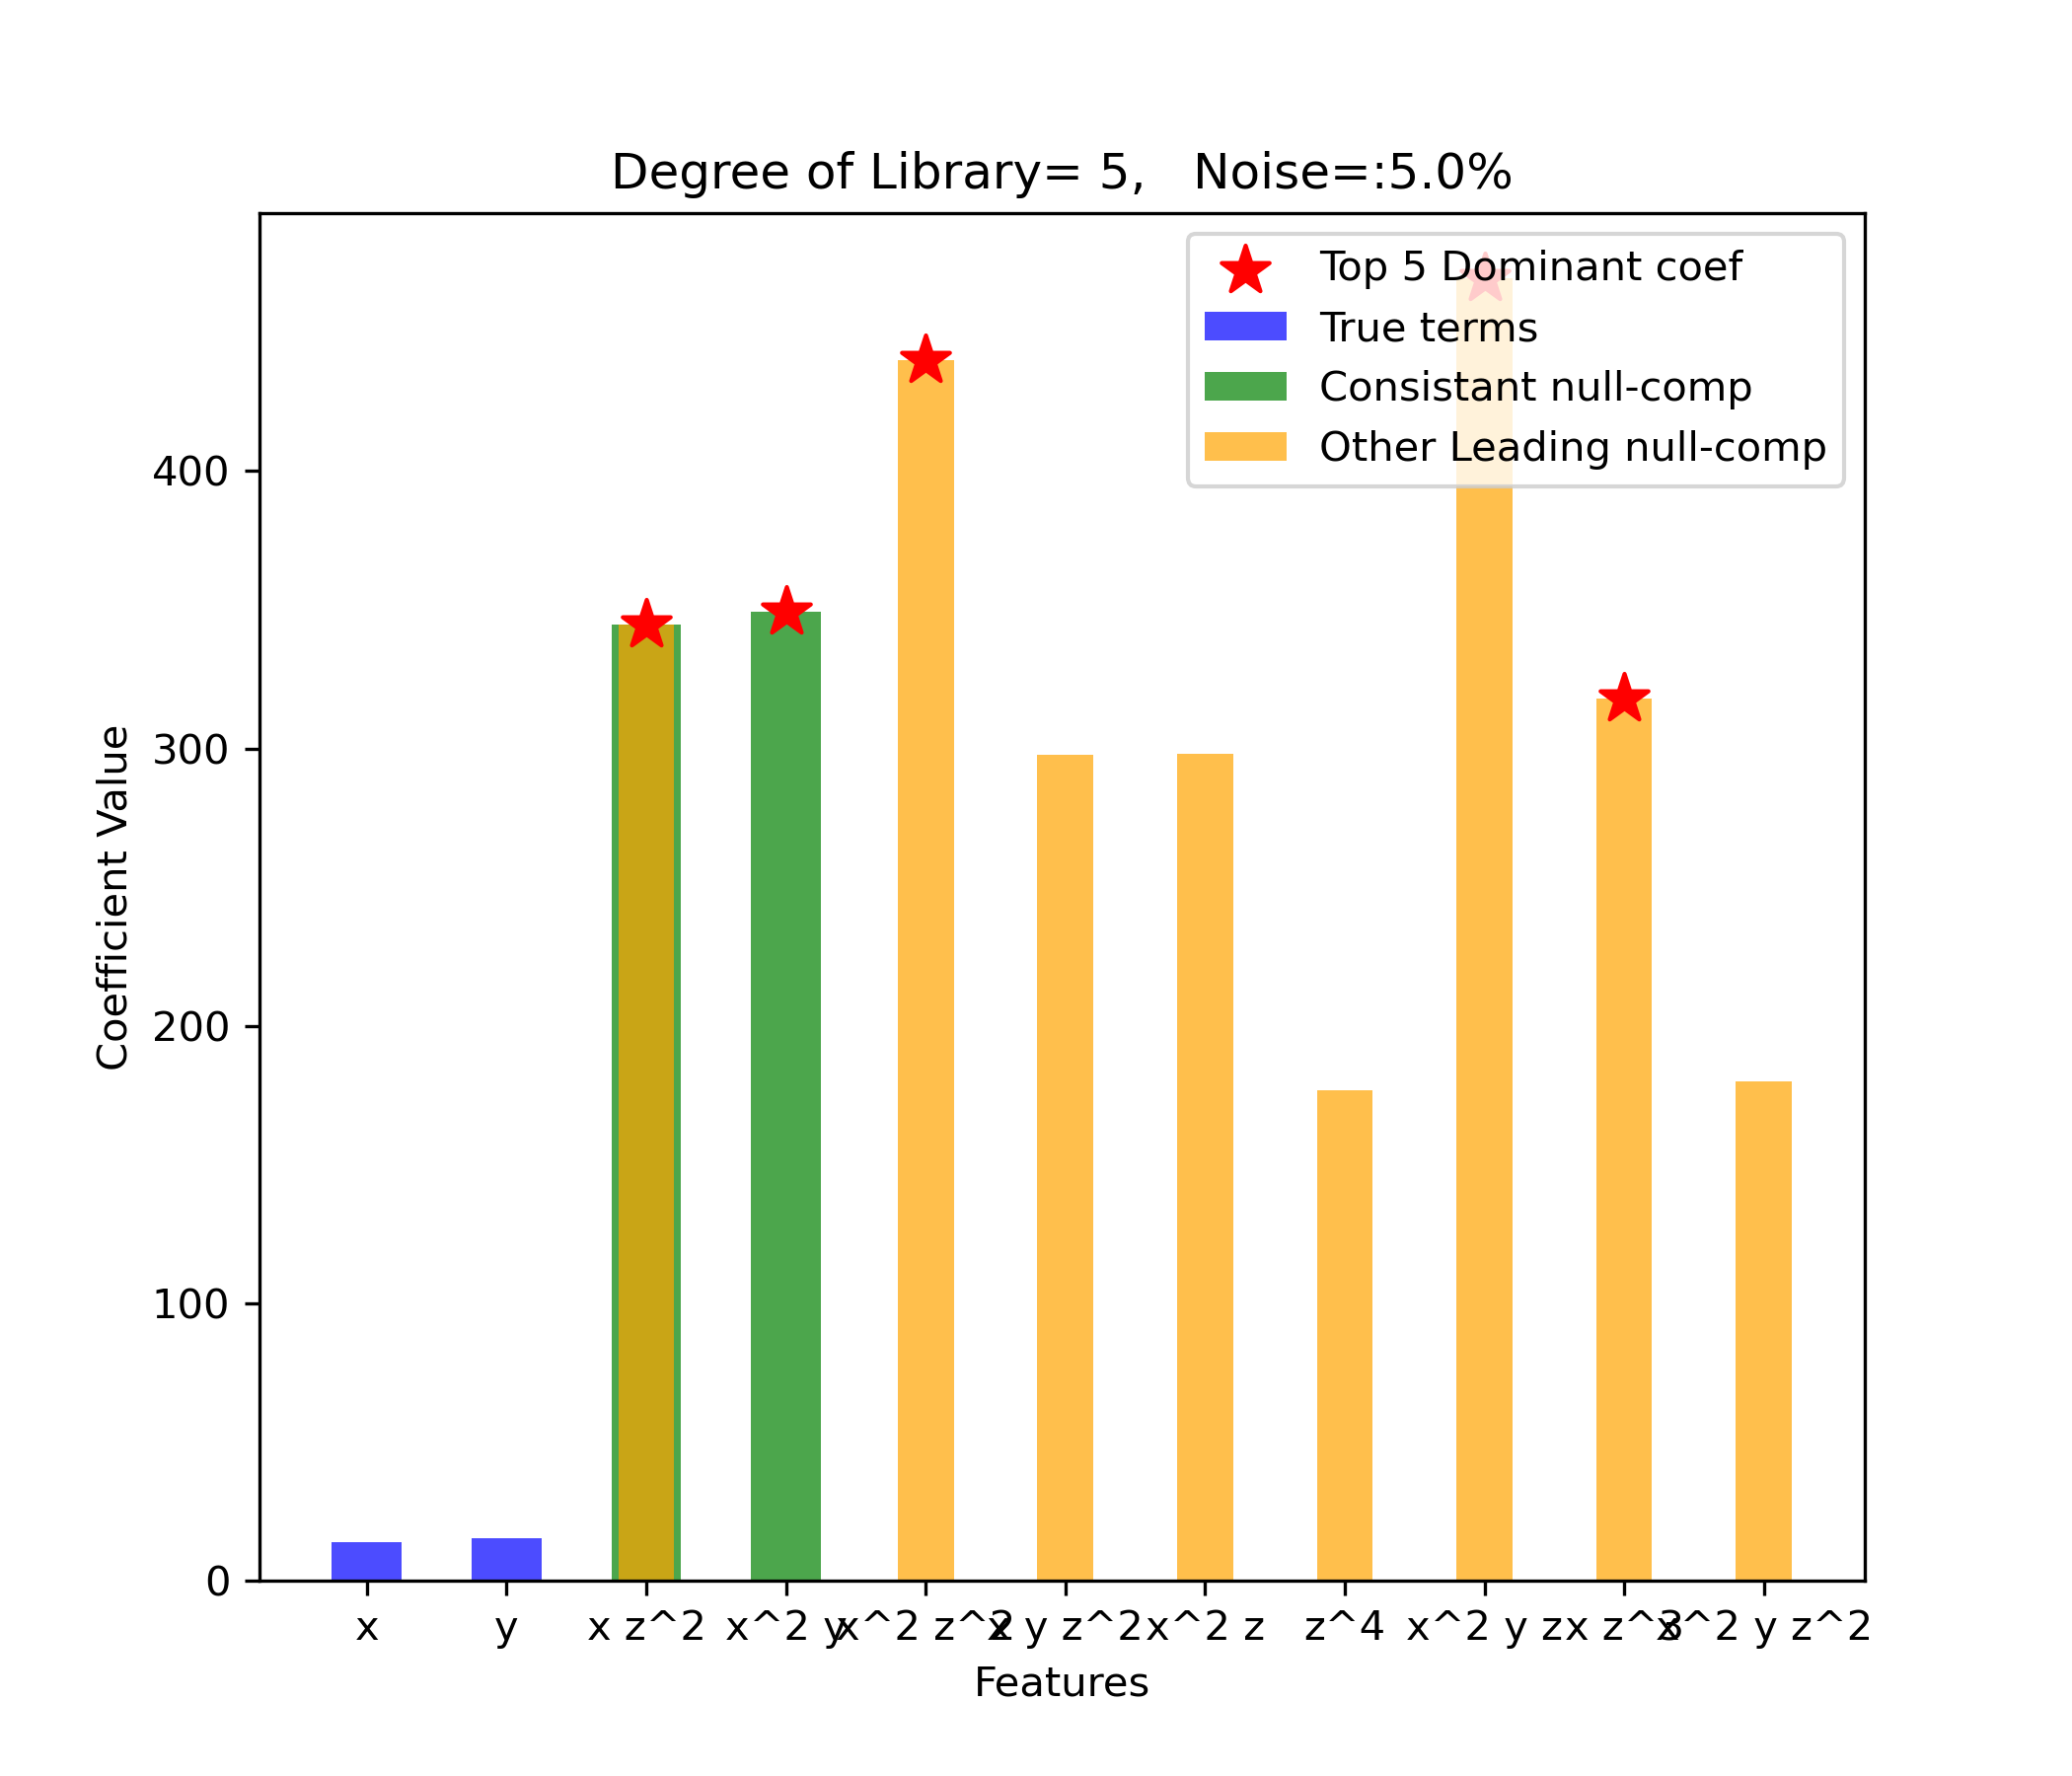 Degree of Library= 5,   Noise=:5.0%
Top 5 Dominant coef
True terms
Consistant null-comp
Other Leading null-comp
Coefficient Value
400
300
200
100
0
x y x z^2 x^2 y x^2 z^2 x y z^2 x^2 z z^4 x^2 y z x z^3 x^2 y z^2
Features